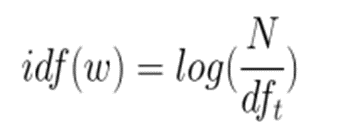 idf(w) = log(N/df_t)